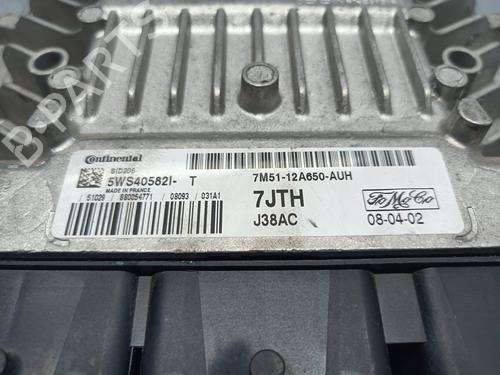 Continental
SID206
5WS40582I- T
MADE IN FRANCE
/ 51029 / 880054771 / 08093 / 031A1
7M51-12A650-AUH
7JTH
J38AC
FoMoCo
08-04-02
B-Parts